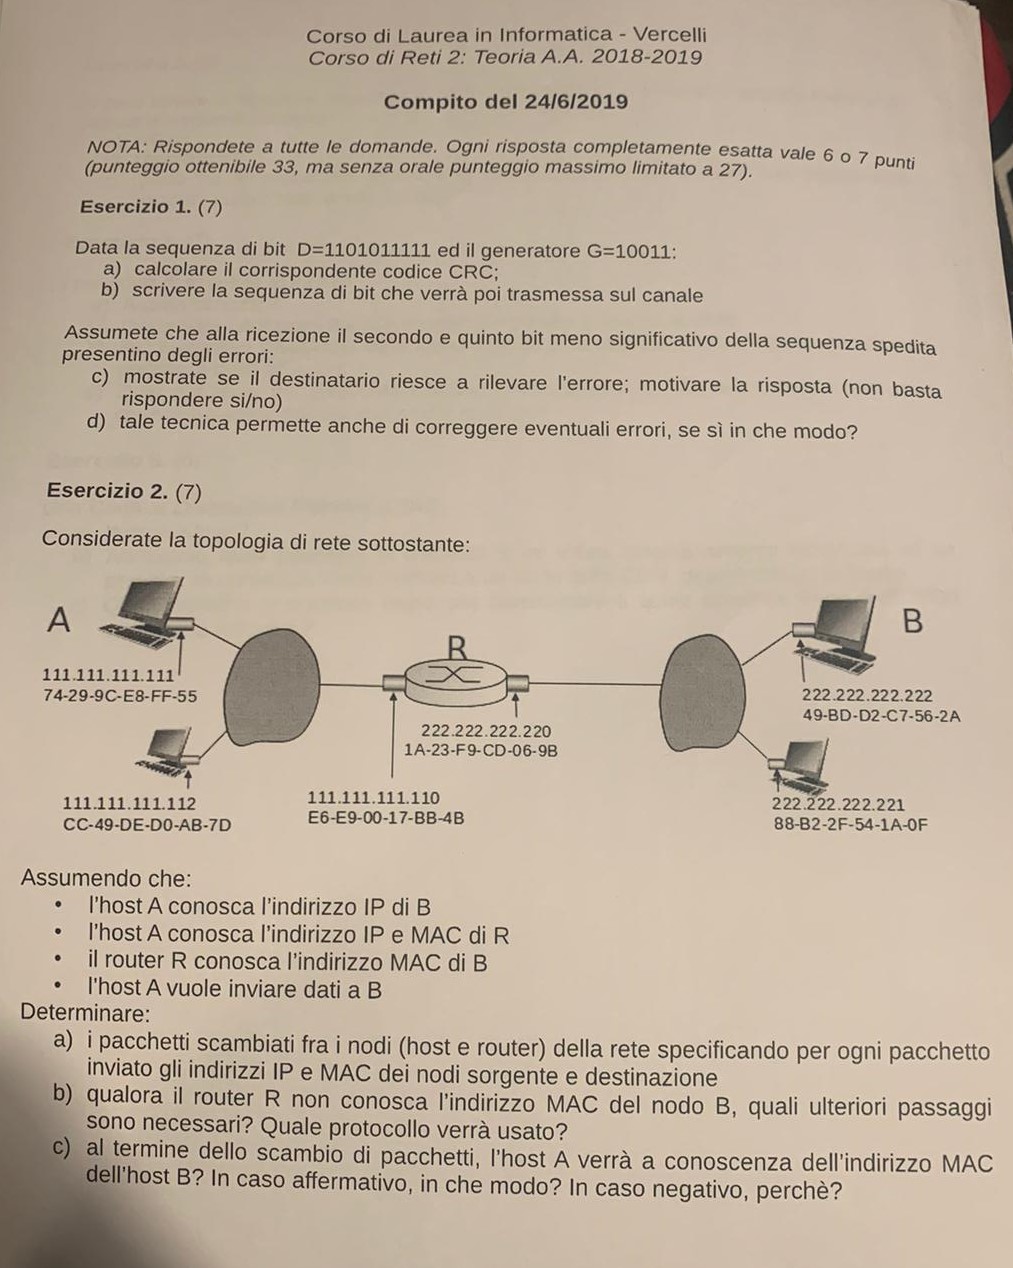 Corso di Laurea in Informatica - Vercelli
Corso di Reti 2: Teoria A.A. 2018-2019
Compito del 24/6/2019
NOTA: Rispondete a tutte le domande. Ogni risposta completamente esatta vale 6 o 7 punti
(punteggio ottenibile 33, ma senza orale punteggio massimo limitato a 27).
Esercizio 1. (7)
Data la sequenza di bit D=1101011111 ed il generatore G=10011:
a) calcolare il corrispondente codice CRC;
b) scrivere la sequenza di bit che verrà poi trasmessa sul canale
Assumete che alla ricezione il secondo e quinto bit meno significativo della sequenza spedita
presentino degli errori:
c) mostrate se il destinatario riesce a rilevare l'errore; motivare la risposta (non basta
rispondere si/no)
d) tale tecnica permette anche di correggere eventuali errori, se sì in che modo?
Esercizio 2. (7)
Considerate la topologia di rete sottostante:
A
B
R
111.111.111.111
74-29-9C-E8-FF-55
222.222.222.222
49-BD-D2-C7-56-2A
222.222.222.220
1A-23-F9-CD-06-9B
111.111.111.112
CC-49-DE-D0-AB-7D
111.111.111.110
E6-E9-00-17-BB-4B
222.222.222.221
88-B2-2F-54-1A-0F
Assumendo che:
• l'host A conosca l'indirizzo IP di B
• l'host A conosca l'indirizzo IP e MAC di R
• il router R conosca l'indirizzo MAC di B
• l'host A vuole inviare dati a B
Determinare:
a) i pacchetti scambiati fra i nodi (host e router) della rete specificando per ogni pacchetto
inviato gli indirizzi IP e MAC dei nodi sorgente e destinazione
b) qualora il router R non conosca l'indirizzo MAC del nodo B, quali ulteriori passaggi
sono necessari? Quale protocollo verrà usato?
c) al termine dello scambio di pacchetti, l'host A verrà a conoscenza dell'indirizzo MAC
dell'host B? In caso affermativo, in che modo? In caso negativo, perchè?